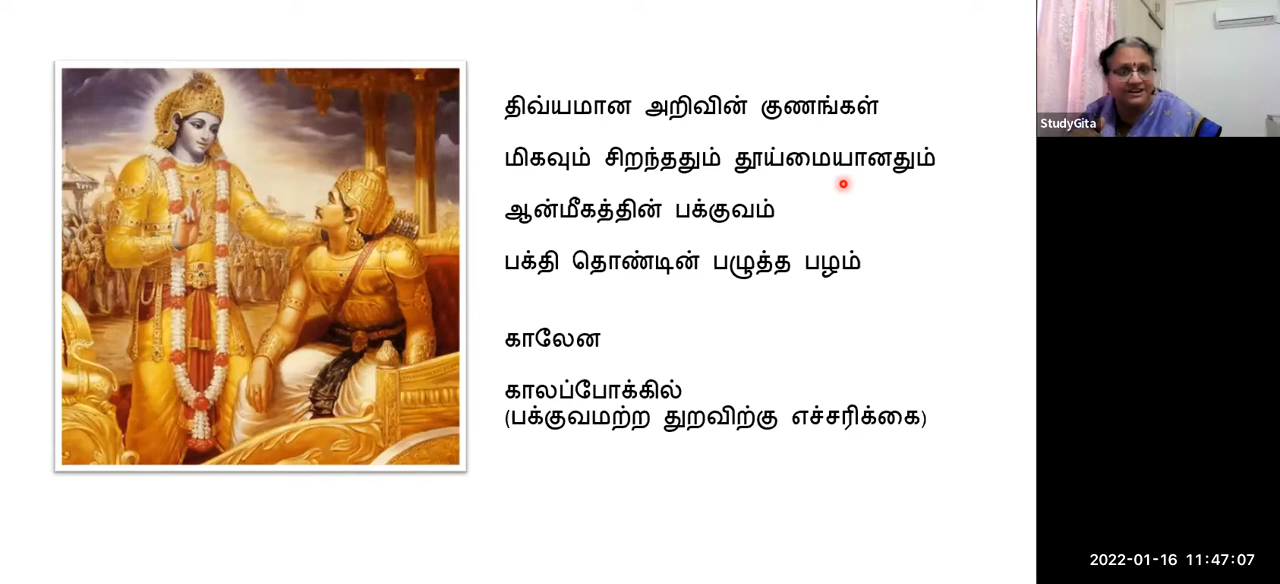 திவ்யமான அறிவின் குணங்கள்
மிகவும் சிறந்ததும் தூய்மையானதும்
ஆன்மீகத்தின் பக்குவம்
பக்தி தொண்டின் பழுத்த பழம்
காலேன
காலப்போக்கில்
(பக்குவமற்ற துறவிற்கு எச்சரிக்கை)
StudyGita
2022-01-16 11:47:07